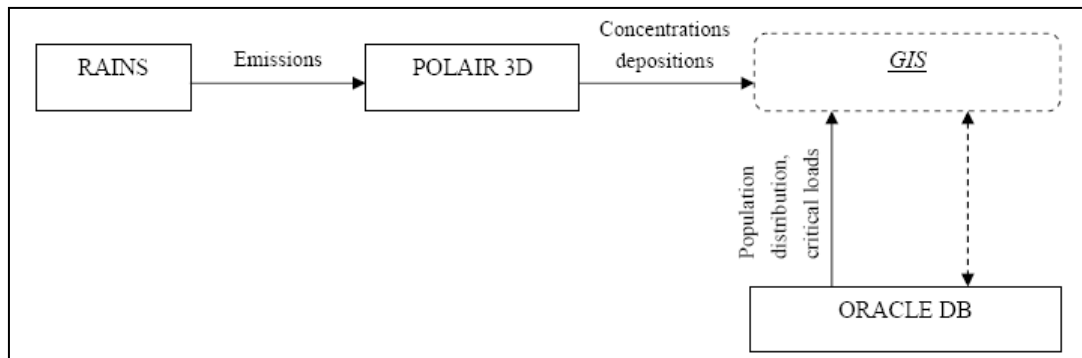 RAINS
Emissions
POLAIR 3D
Concentrations
depositions
GIS
Population
distribution,
critical loads
ORACLE DB